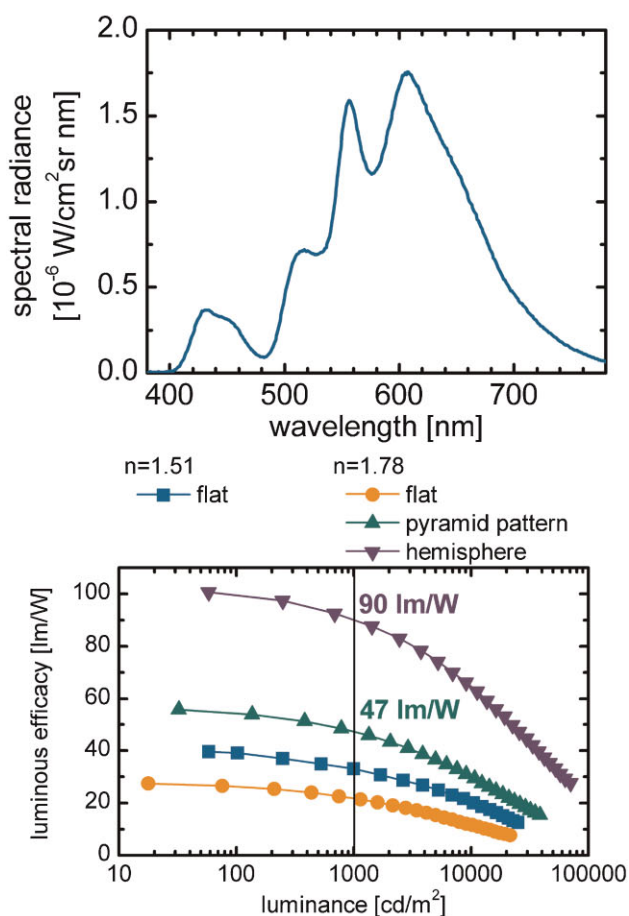 2.0
1.5
1.0
0.5
0.0
spectral radiance
[10⁻⁶ W/cm²sr nm]
400 500 600 700
wavelength [nm]
n=1.51 n=1.78
flat flat
pyramid pattern
hemisphere
100
80
60
40
20
0
luminous efficacy [lm/W]
90 lm/W
47 lm/W
10 100 1000 10000 100000
luminance [cd/m²]